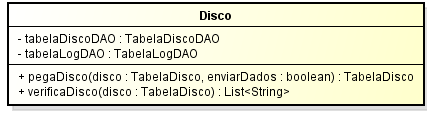 Disco
- tabelaDiscoDAO : TabelaDiscoDAO
- tabelaLogDAO : TabelaLogDAO
+ pegaDisco(disco : TabelaDisco, enviarDados : boolean) : TabelaDisco
+ verificaDisco(disco : TabelaDisco) : List<String>